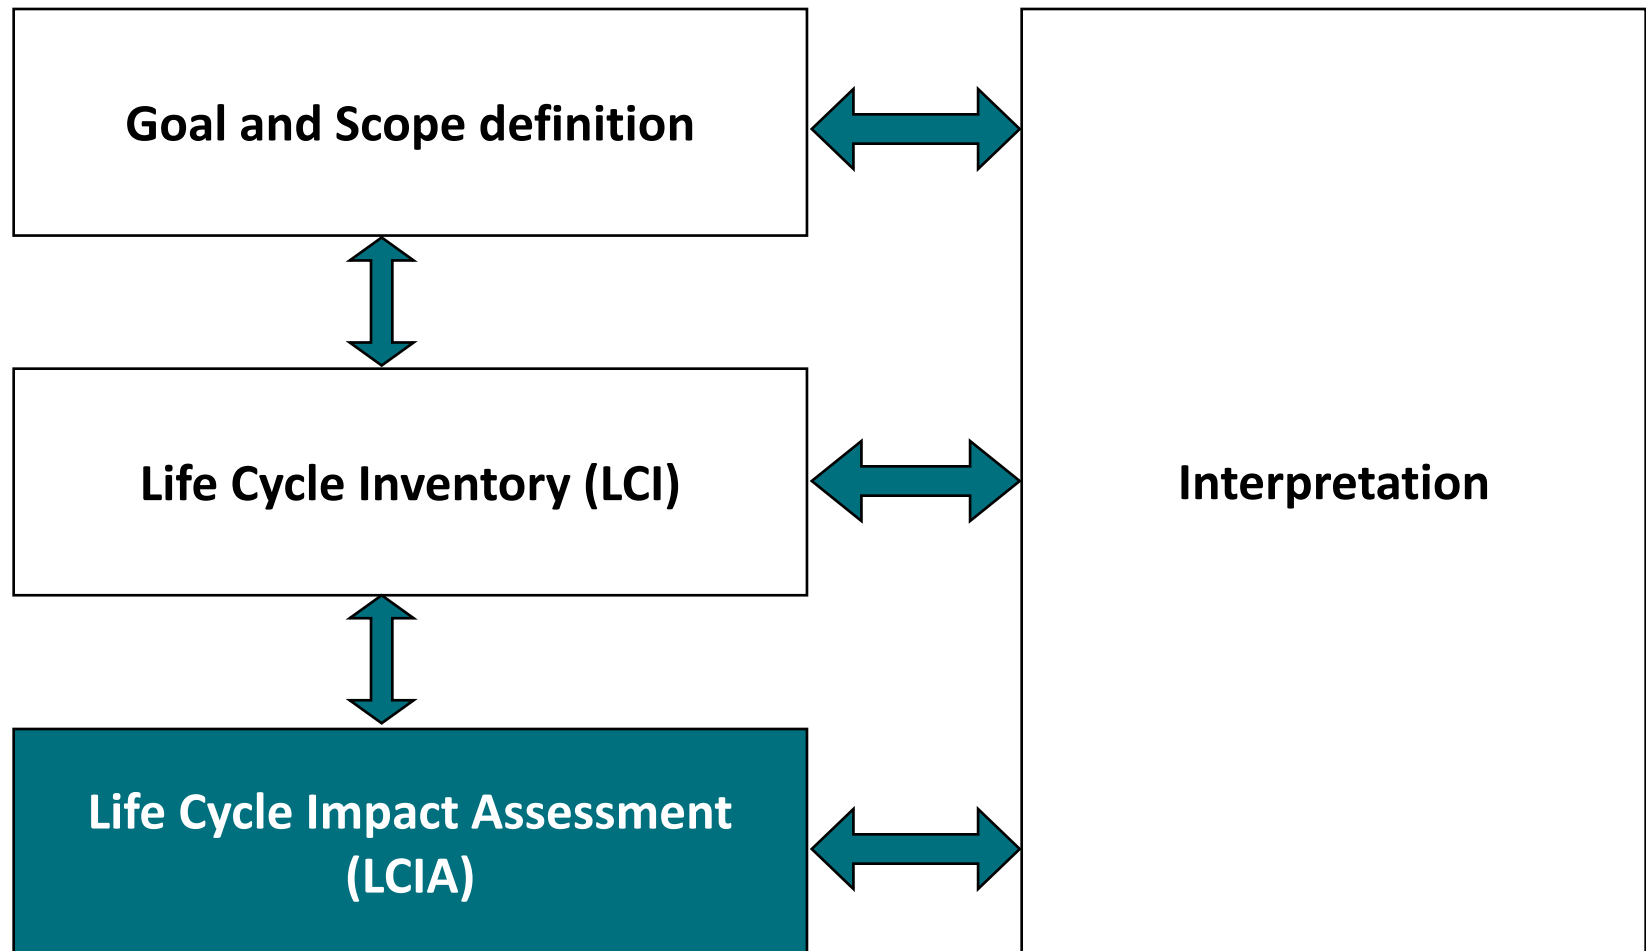 Goal and Scope definition
Life Cycle Inventory (LCI)
Interpretation
Life Cycle Impact Assessment
(LCIA)